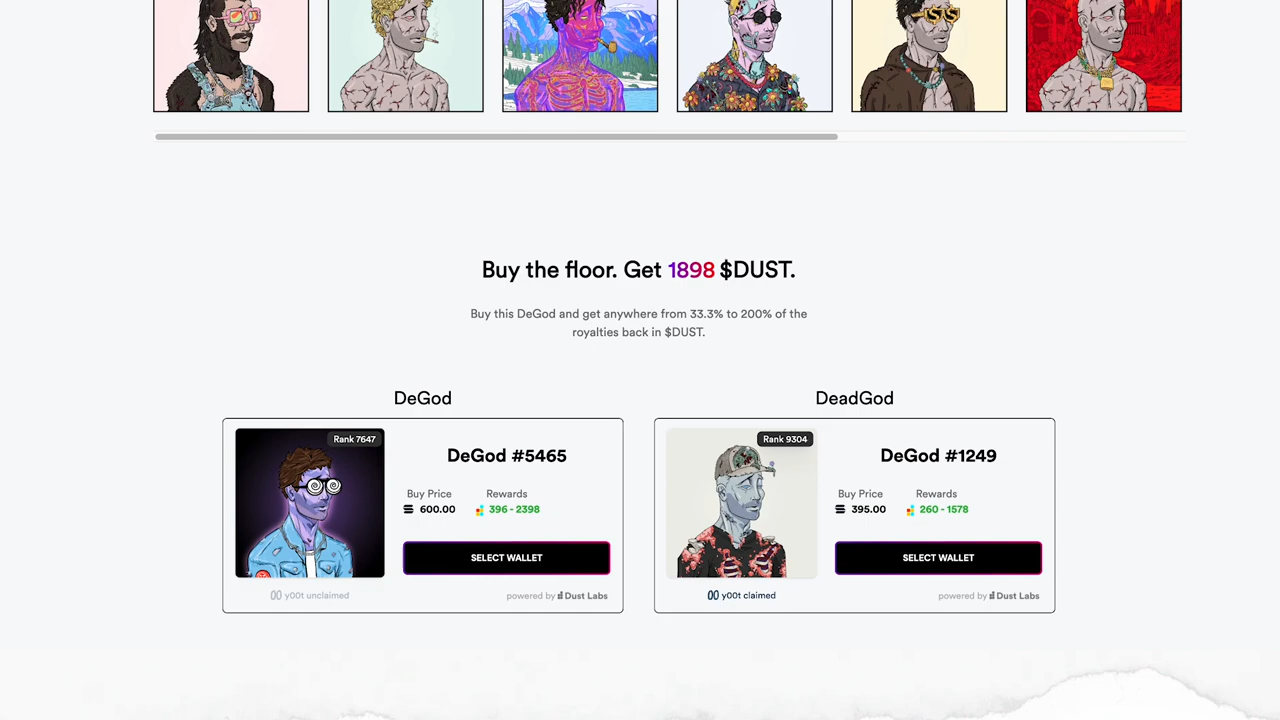 Buy the floor. Get 1898 $DUST.
Buy this DeGod and get anywhere from 33.3% to 200% of the
royalties back in $DUST.
DeGod
Rank 7647
DeGod #5465
Buy Price Rewards
600.00 396 - 2398
SELECT WALLET
y00t unclaimed
powered by Dust Labs
DeadGod
Rank 9304
DeGod #1249
Buy Price Rewards
395.00 260 - 1578
SELECT WALLET
y00t claimed
powered by Dust Labs